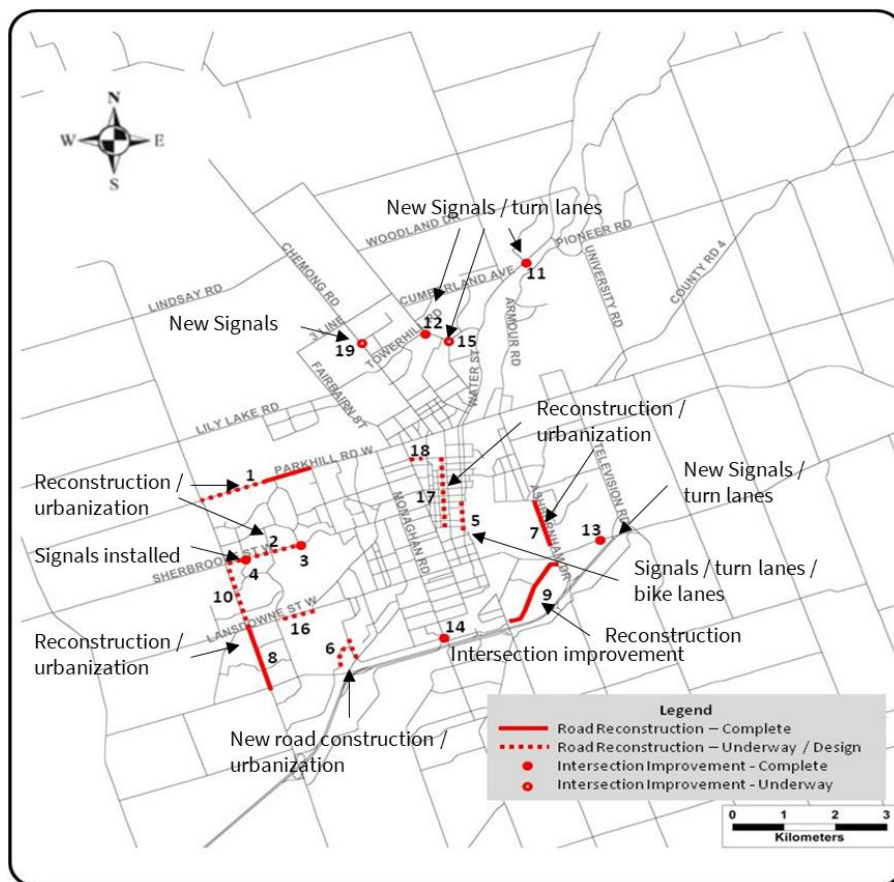 N
W
E
S
New Signals / turn lanes
WOODLAND DR
PIONEER RD
CHEMONG RD
UNIVERSITY RD
COUNTY RD 4
LINDSAY RD
CUMBERLAND AVE
11
New Signals
3 LINE
TOWERHILL RD
12
15
ARMOUR RD
19
WATER ST
FAIRBAIRN ST
LILY LAKE RD
Reconstruction /
urbanization
18
1
PARKHILL RD W
TELEVISION RD
New Signals /
turn lanes
Reconstruction /
urbanization
17
MONAGHAN RD
ASHBURNHAM DR
5
7
13
2
Signals installed
SHERBROOKE ST W
3
4
Signals / turn lanes /
bike lanes
10
9
LANSDOWNE ST W
16
14
Reconstruction
Reconstruction /
urbanization
6
Intersection improvement
8
New road construction /
urbanization
Legend
Road Reconstruction – Complete
Road Reconstruction – Underway / Design
Intersection Improvement - Complete
Intersection Improvement - Underway
0 1 2 3
Kilometers